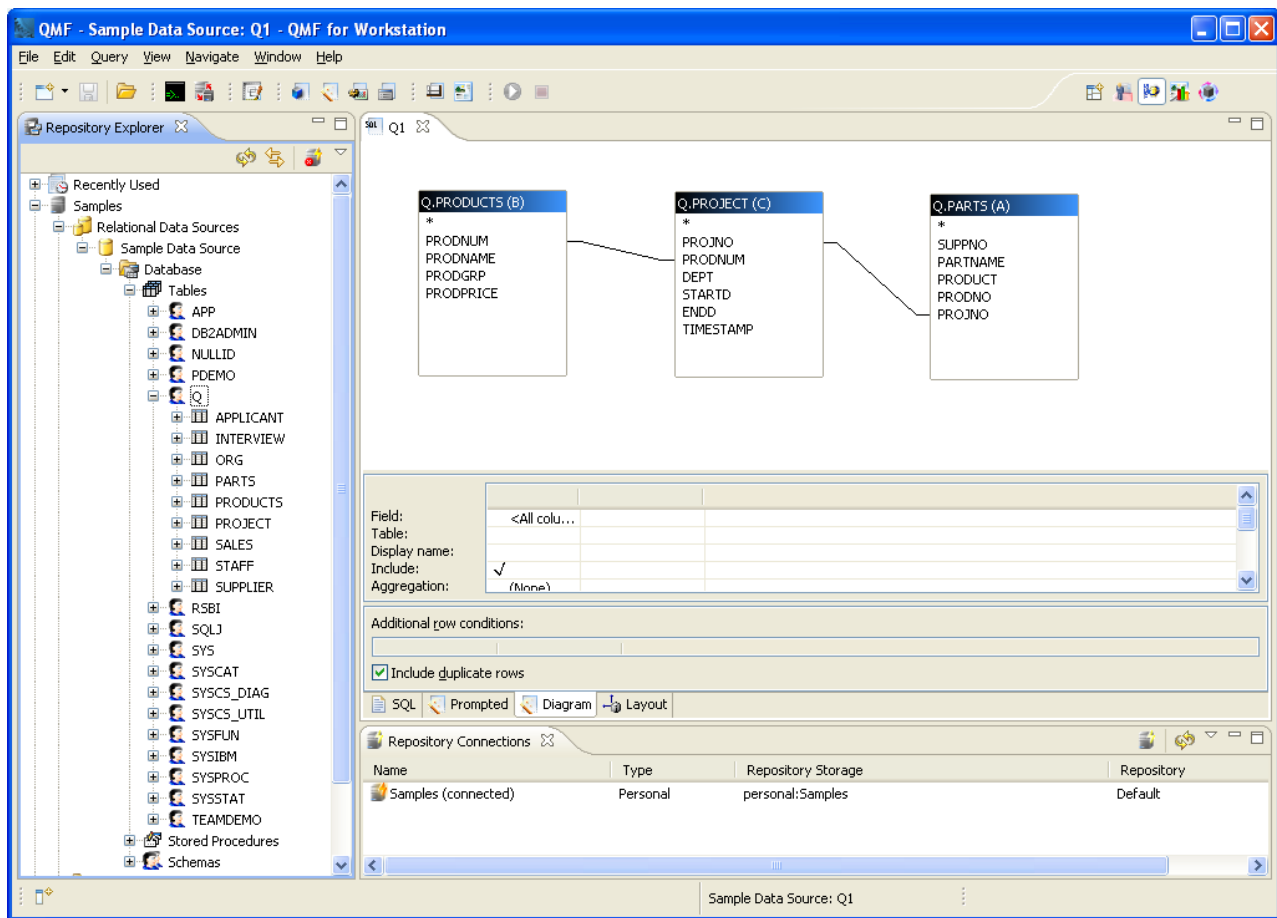 QMF - Sample Data Source: Q1 - QMF for Workstation
File Edit Query View Navigate Window Help
Repository Explorer
Recently Used
Samples
Relational Data Sources
Sample Data Source
Database
Tables
APP
DB2ADMIN
NULLID
PDEMO
Q
APPLICANT
INTERVIEW
ORG
PARTS
PRODUCTS
PROJECT
SALES
STAFF
SUPPLIER
RSBI
SQLJ
SYS
SYSCAT
SYSCS_DIAG
SYSCS_UTIL
SYSFUN
SYSIBM
SYSPROC
SYSSTAT
TEAMDEMO
Stored Procedures
Schemas
SQL Q1
Q.PRODUCTS (B)
*
PRODNUM
PRODNAME
PRODGRP
PRODPRICE
Q.PROJECT (C)
*
PROJNO
PRODNUM
DEPT
STARTD
ENDD
TIMESTAMP
Q.PARTS (A)
*
SUPPNO
PARTNAME
PRODUCT
PRODNO
PROJNO
Field: <All colu...
Table:
Display name:
Include:
Aggregation: (None)
Additional row conditions:
Include duplicate rows
SQL Prompted Diagram Layout
Repository Connections
Name Type Repository Storage Repository
Samples (connected) Personal personal:Samples Default
Sample Data Source: Q1